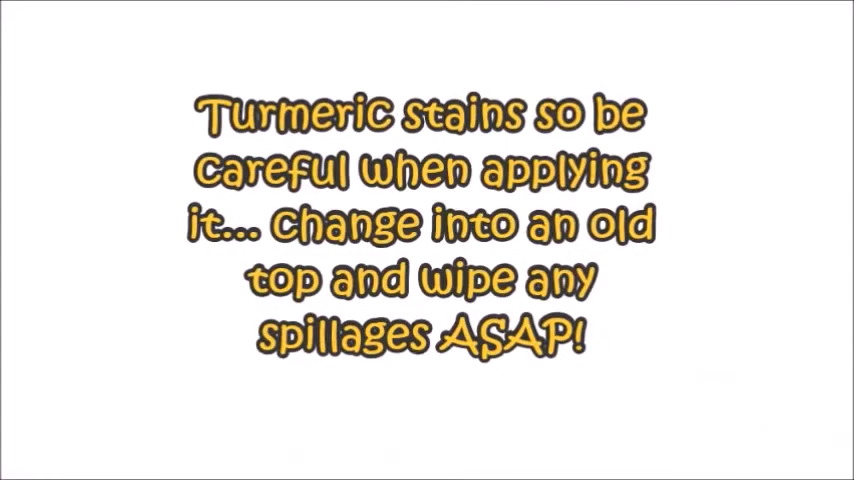 Turmeric stains so be
careful when applying
it... change into an old
top and wipe any
spillages ASAP!